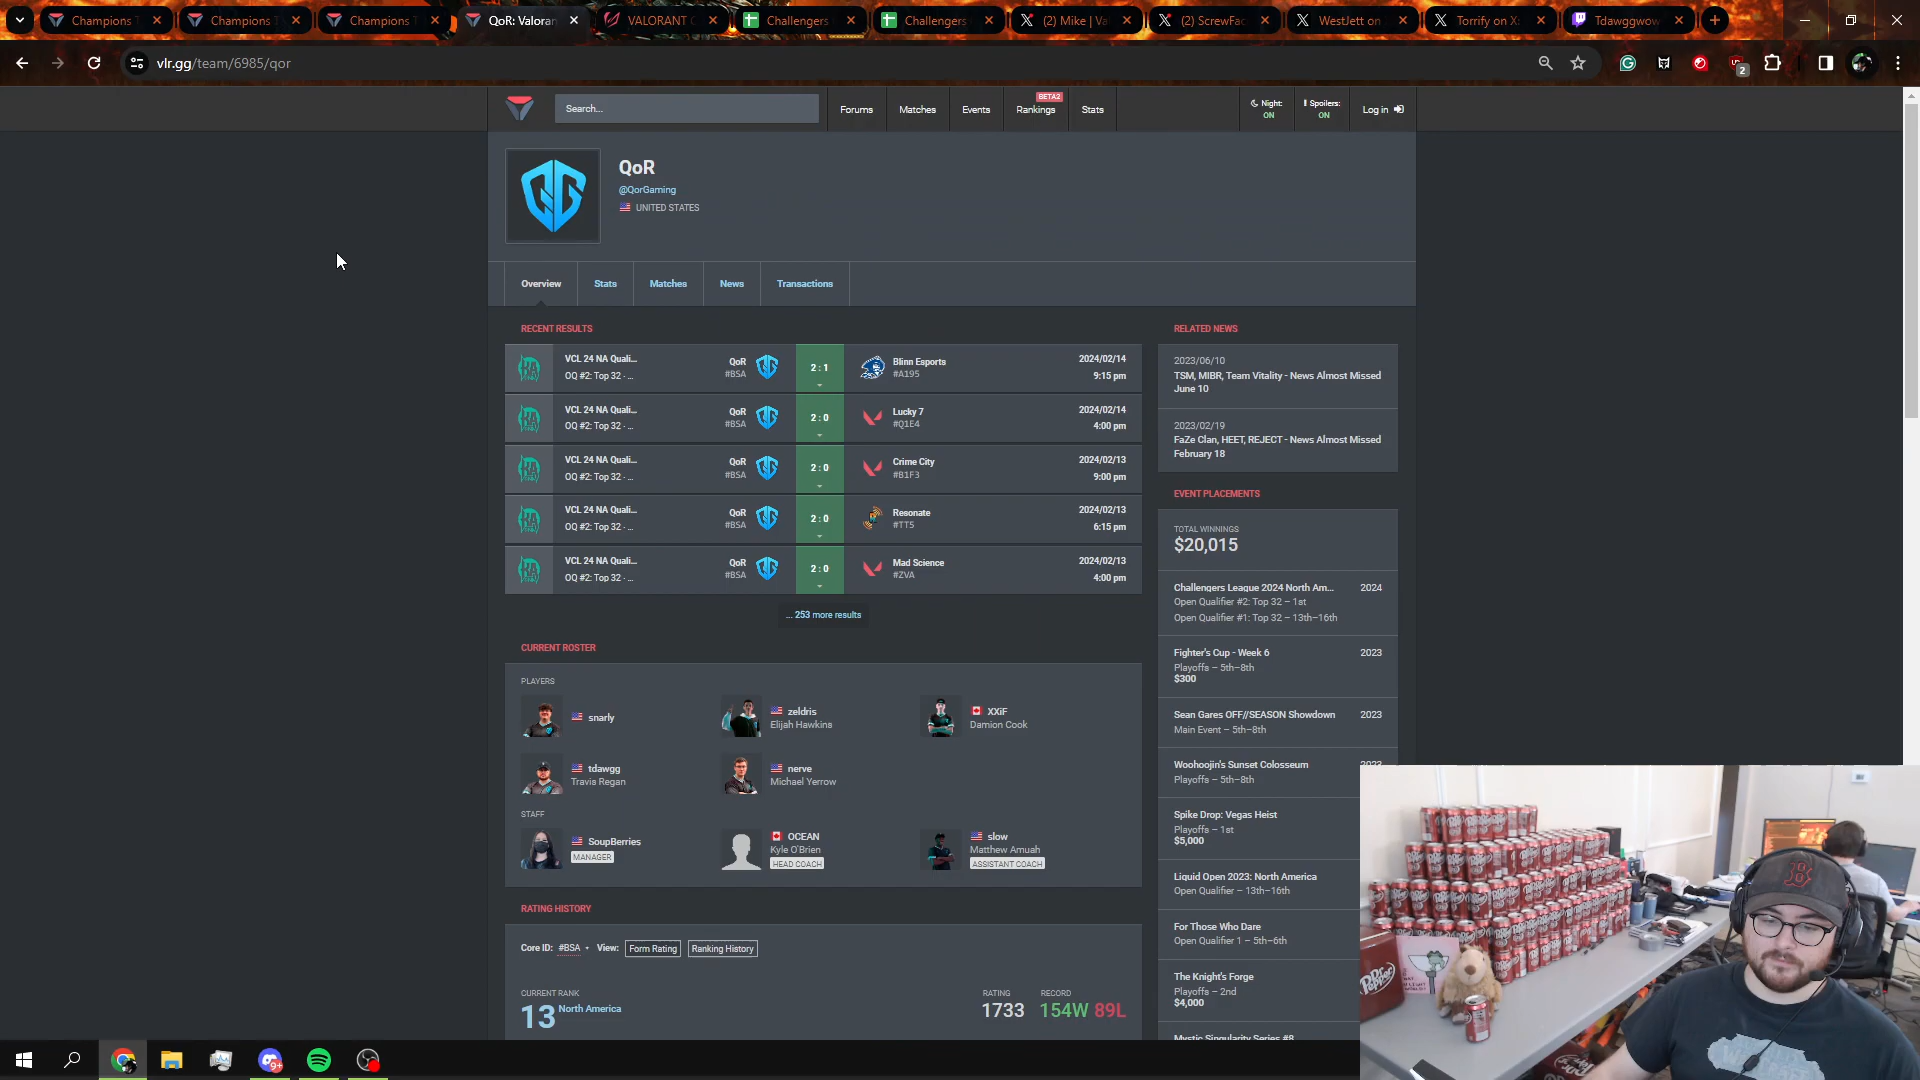 Champions T
Champions T
Champions T
QoR: Valoran
VALORANT C
Challengers
Challengers
(2) Mike | Va
(2) ScrewFac
WestJett on
Torrify on X:
Tdawggwow
vlr.gg/team/6985/qor
2
Search...
Forums
Matches
Events
BETA2
Rankings
Stats
Night:
ON
Spoilers:
ON
Log in
QoR
@QorGaming
UNITED STATES
Overview
Stats
Matches
News
Transactions
RECENT RESULTS
VCL 24 NA Quali...
OQ #2: Top 32 · ...
QoR
#BSA
2 : 1
Blinn Esports
#A195
2024/02/14
9:15 pm
VCL 24 NA Quali...
OQ #2: Top 32 · ...
QoR
#BSA
2 : 0
Lucky 7
#Q1E4
2024/02/14
4:00 pm
VCL 24 NA Quali...
OQ #2: Top 32 · ...
QoR
#BSA
2 : 0
Crime City
#B1F3
2024/02/13
9:00 pm
VCL 24 NA Quali...
OQ #2: Top 32 · ...
QoR
#BSA
2 : 0
Resonate
#TT5
2024/02/13
6:15 pm
VCL 24 NA Quali...
OQ #2: Top 32 · ...
QoR
#BSA
2 : 0
Mad Science
#ZVA
2024/02/13
4:00 pm
... 253 more results
CURRENT ROSTER
PLAYERS
snarly
zeldris
Elijah Hawkins
XXiF
Damion Cook
tdawgg
Travis Regan
nerve
Michael Yerrow
STAFF
SoupBerries
MANAGER
OCEAN
Kyle O'Brien
HEAD COACH
slow
Matthew Amuah
ASSISTANT COACH
RATING HISTORY
Core ID: #BSA
View: Form Rating Ranking History
CURRENT RANK
13 North America
RATING
1733
RECORD
154W 89L
RELATED NEWS
2023/06/10
TSM, MIBR, Team Vitality - News Almost Missed
June 10
2023/02/19
FaZe Clan, HEET, REJECT - News Almost Missed
February 18
EVENT PLACEMENTS
TOTAL WINNINGS
$20,015
Challengers League 2024 North Am...
2024
Open Qualifier #2: Top 32 – 1st
Open Qualifier #1: Top 32 – 13th–16th
Fighter's Cup - Week 6
2023
Playoffs – 5th–8th
$300
Sean Gares OFF//SEASON Showdown
2023
Main Event – 5th–8th
Woohoojin's Sunset Colosseum
2023
Playoffs – 5th–8th
Spike Drop: Vegas Heist
Playoffs – 1st
$5,000
Liquid Open 2023: North America
Open Qualifier – 13th–16th
For Those Who Dare
Open Qualifier 1 – 5th–6th
The Knight's Forge
Playoffs – 2nd
$4,000
Mystic Singularity Series #8
Dr Pepper
B
9+